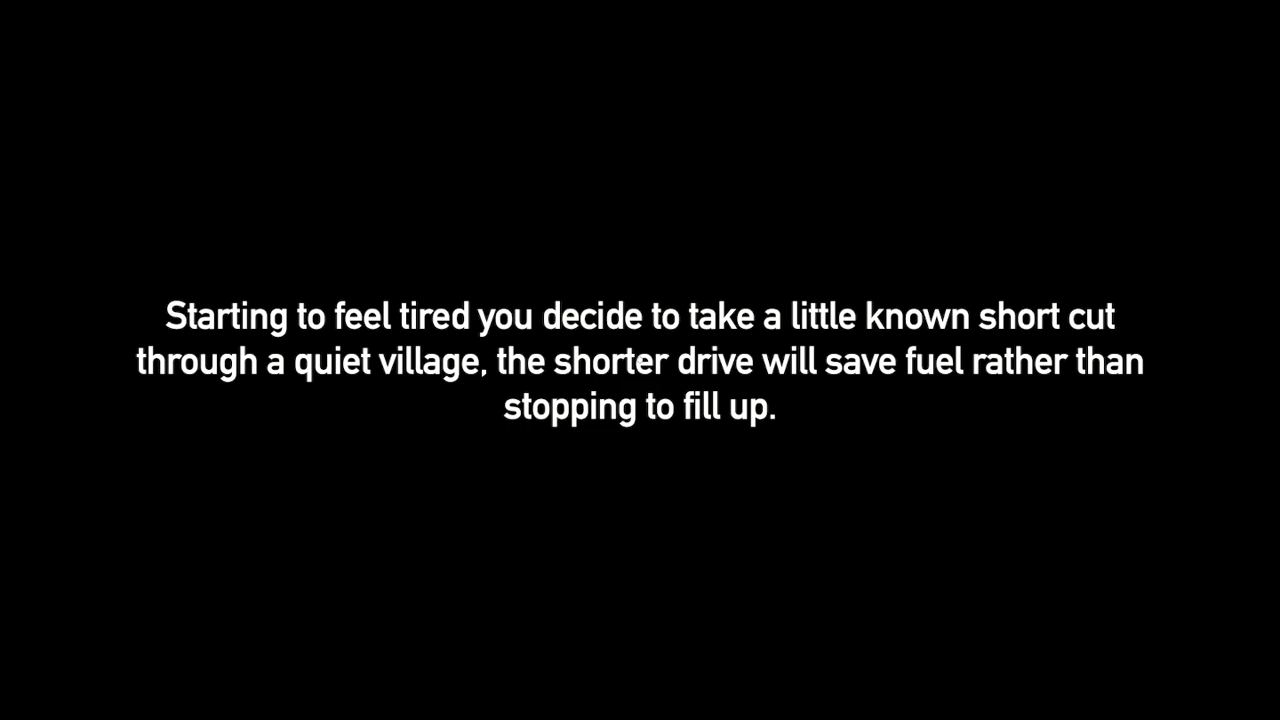 Starting to feel tired you decide to take a little known short cut
through a quiet village, the shorter drive will save fuel rather than
stopping to fill up.